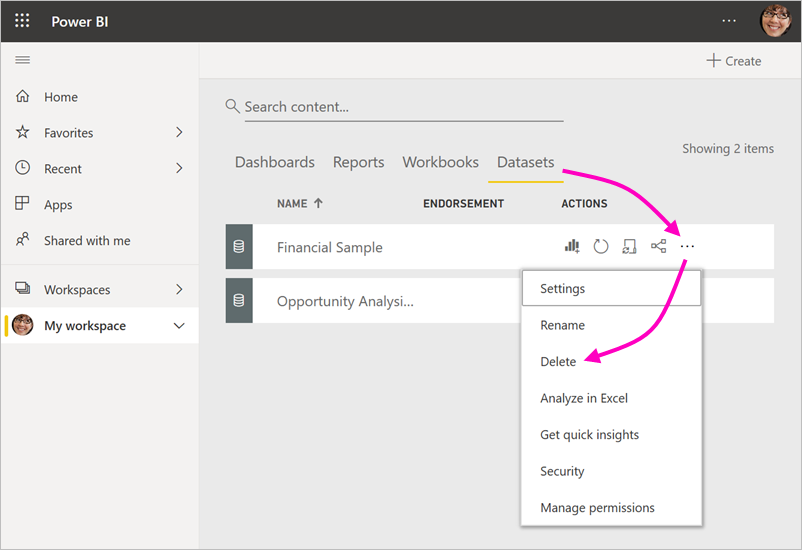 Power BI
Create
Home
Favorites
Recent
Apps
Shared with me
Workspaces
My workspace
Search content...
Showing 2 items
Dashboards Reports Workbooks Datasets
NAME ENDORSEMENT ACTIONS
Financial Sample
Opportunity Analysi...
Settings
Rename
Delete
Analyze in Excel
Get quick insights
Security
Manage permissions